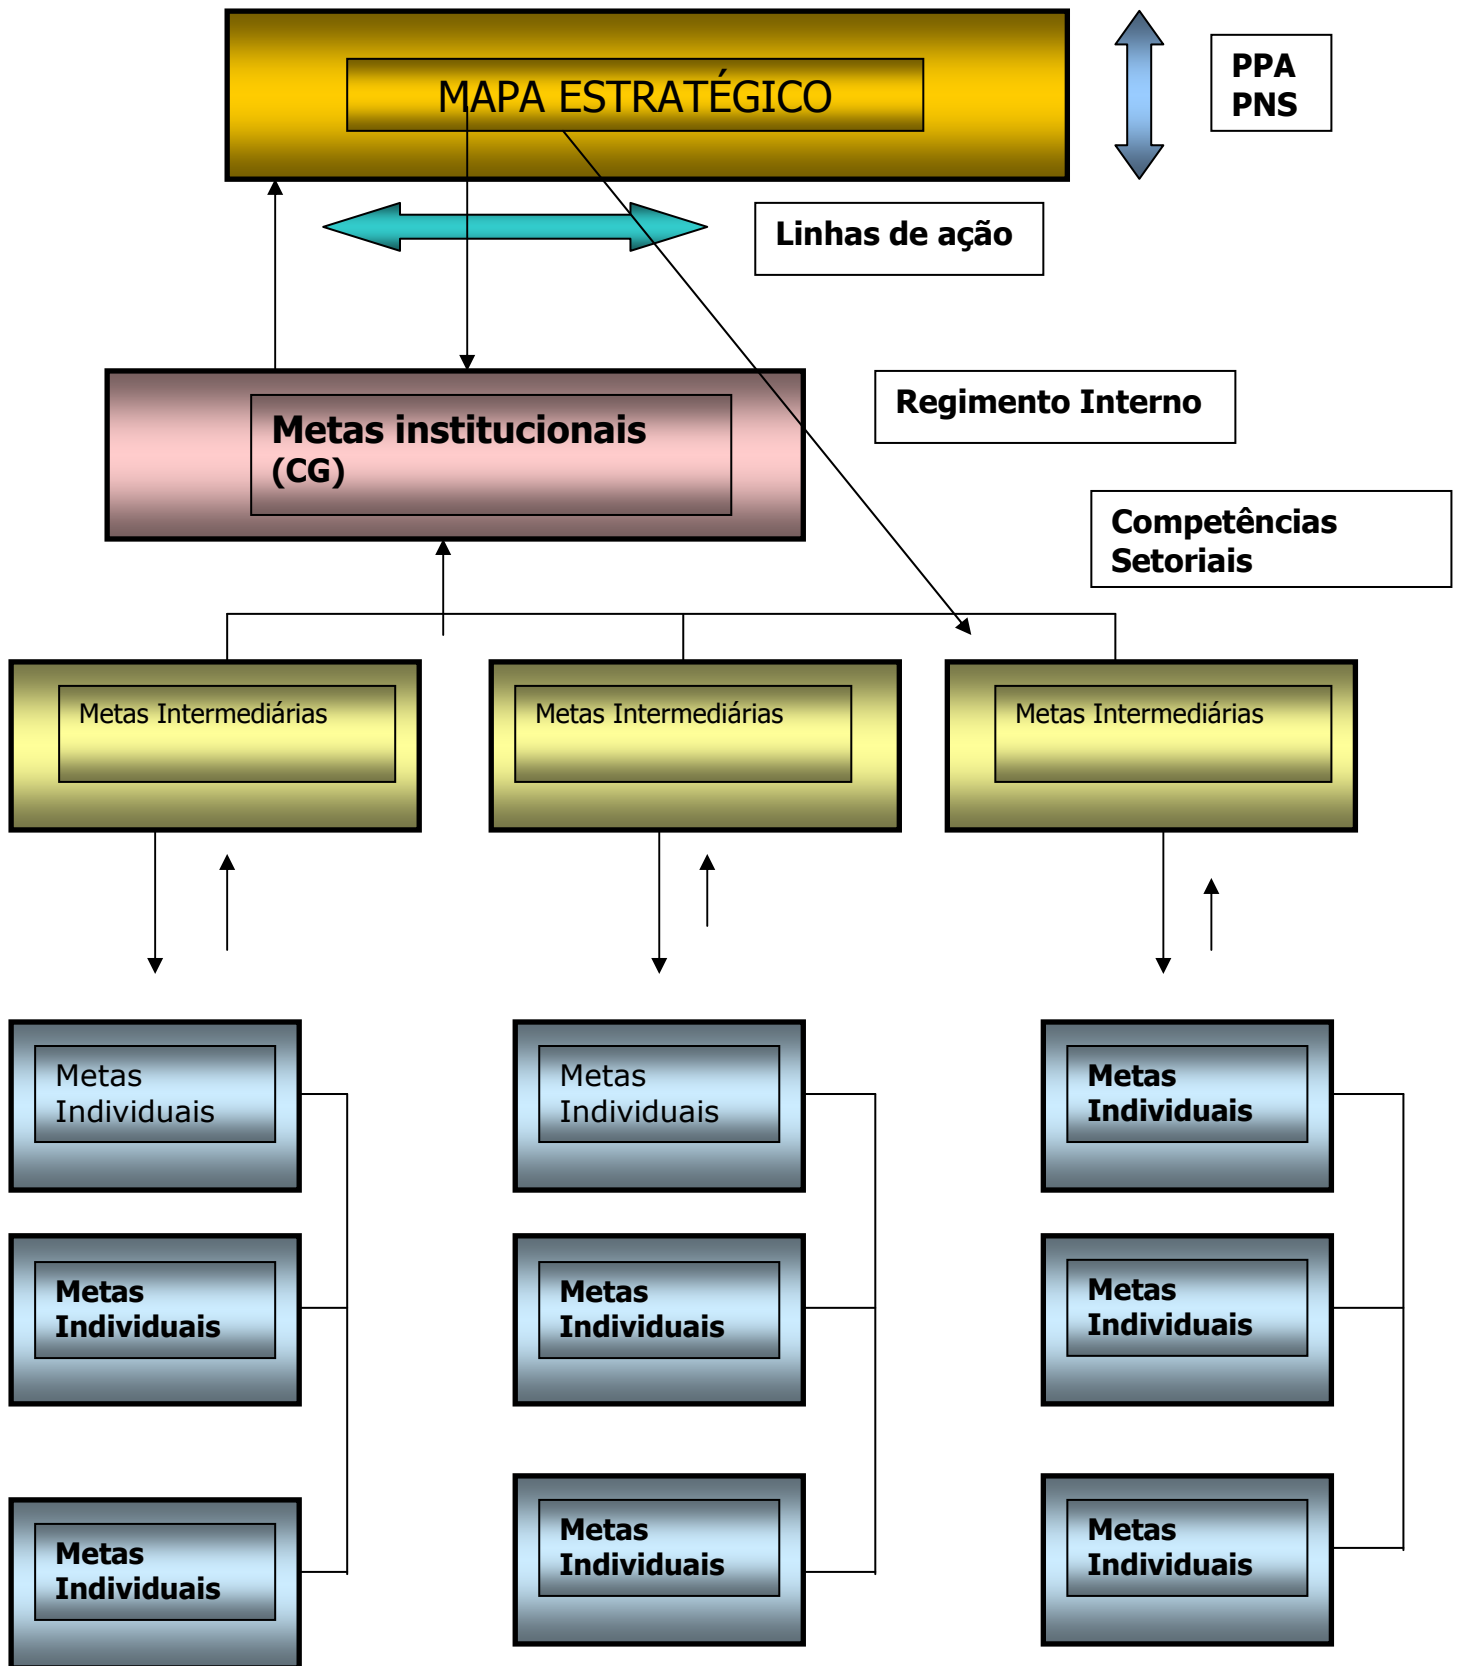 MAPA ESTRATÉGICO
PPA
PNS
Linhas de ação
Metas institucionais
(CG)
Regimento Interno
Competências
Setoriais
Metas Intermediárias
Metas Intermediárias
Metas Intermediárias
Metas
Individuais
Metas
Individuais
Metas
Individuais
Metas
Individuais
Metas
Individuais
Metas
Individuais
Metas
Individuais
Metas
Individuais
Metas
Individuais